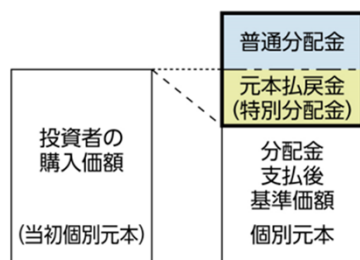 普通分配金
元本払戻金
(特別分配金)
投資者の
購入価額
(当初個別元本)
分配金
支払後
基準価額
個別元本